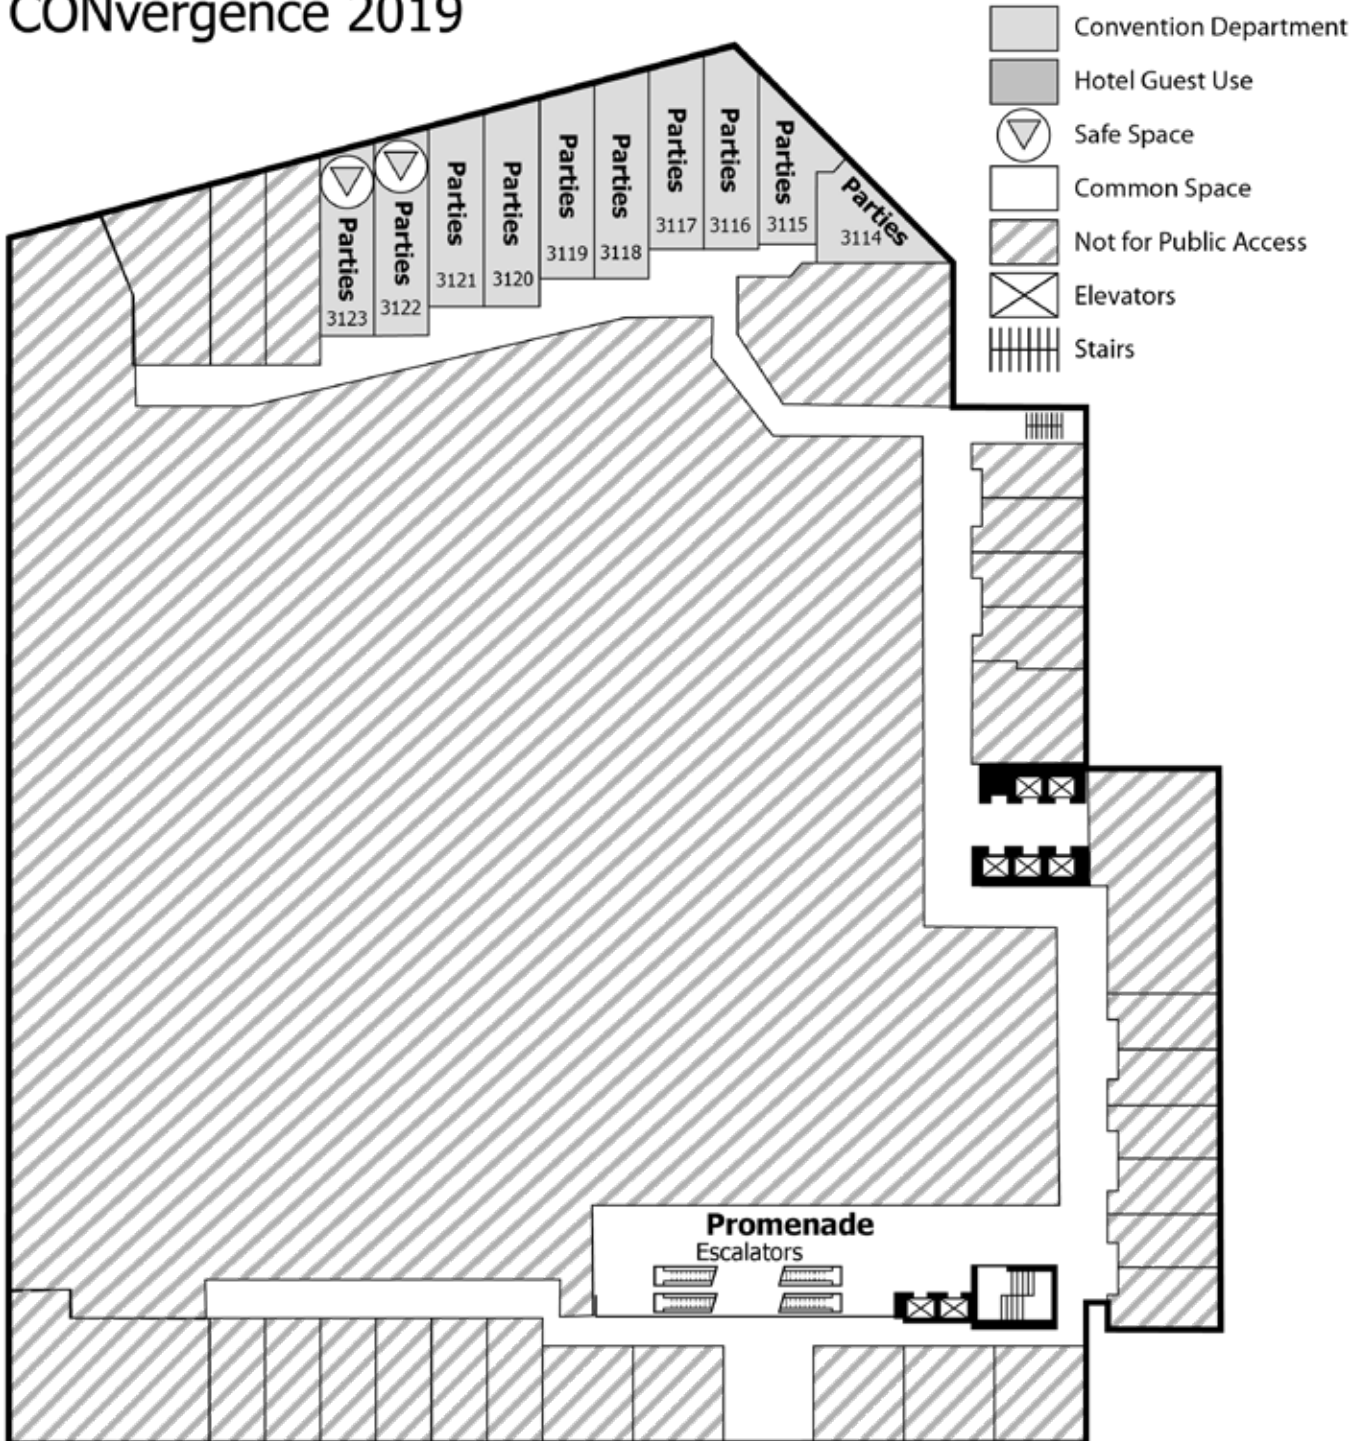 CONvergence 2019
Convention Department
Hotel Guest Use
Safe Space
Common Space
Not for Public Access
Elevators
Stairs
Parties
3123
Parties
3122
Parties
3121
Parties
3120
Parties
3119
Parties
3118
Parties
3117
Parties
3116
Parties
3115
Parties
3114
Promenade
Escalators